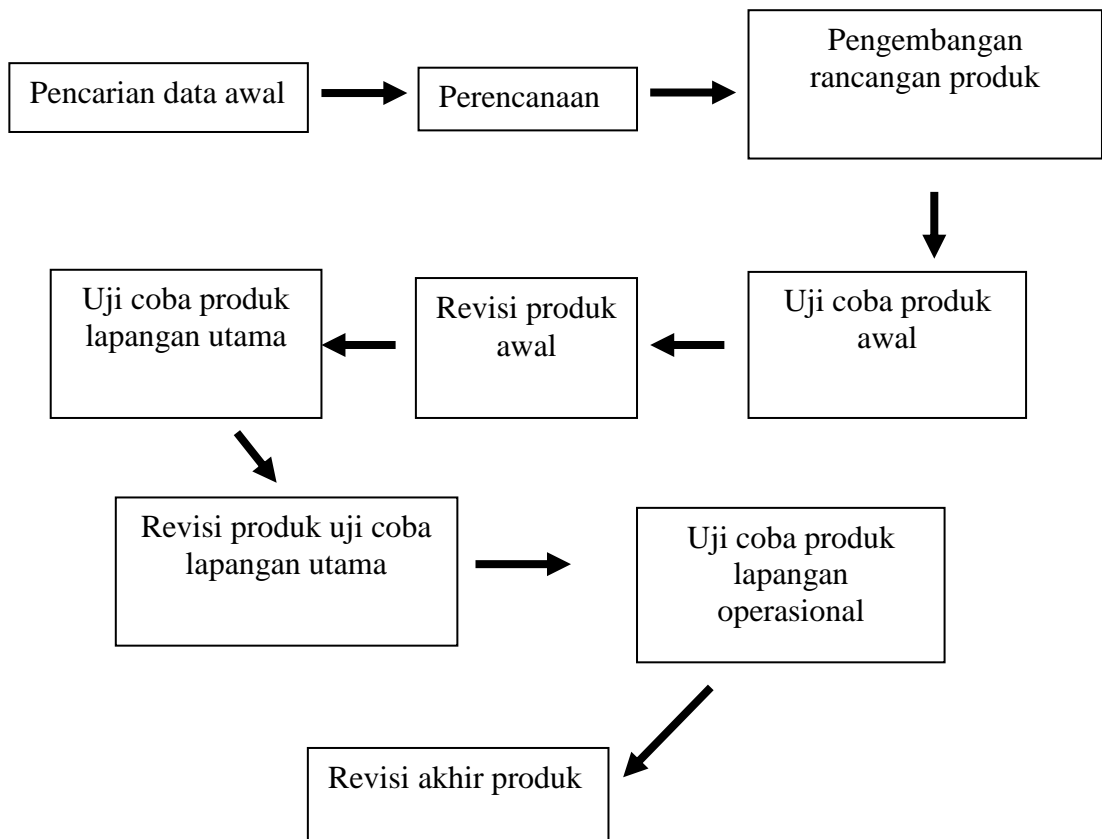 Pencarian data awal
Perencanaan
Pengembangan
rancangan produk
Uji coba produk
awal
Revisi produk
awal
Uji coba produk
lapangan utama
Revisi produk uji coba
lapangan utama
Uji coba produk
lapangan
operasional
Revisi akhir produk